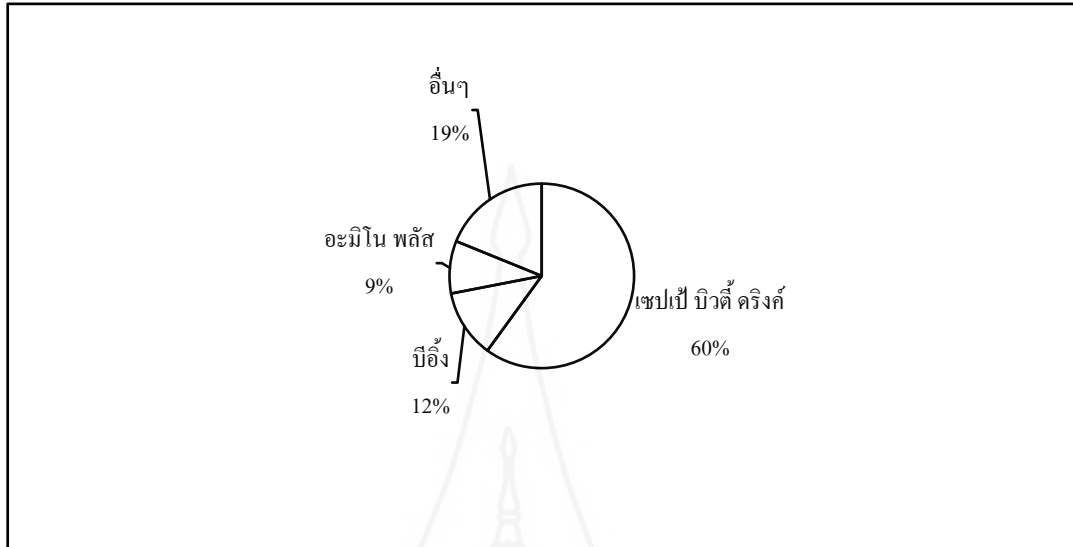 อื่นๆ
19%
อะมิโน พลัส
9%
เซปเป้ บิวตี้ ดริงค์
60%
บีอิ้ง
12%